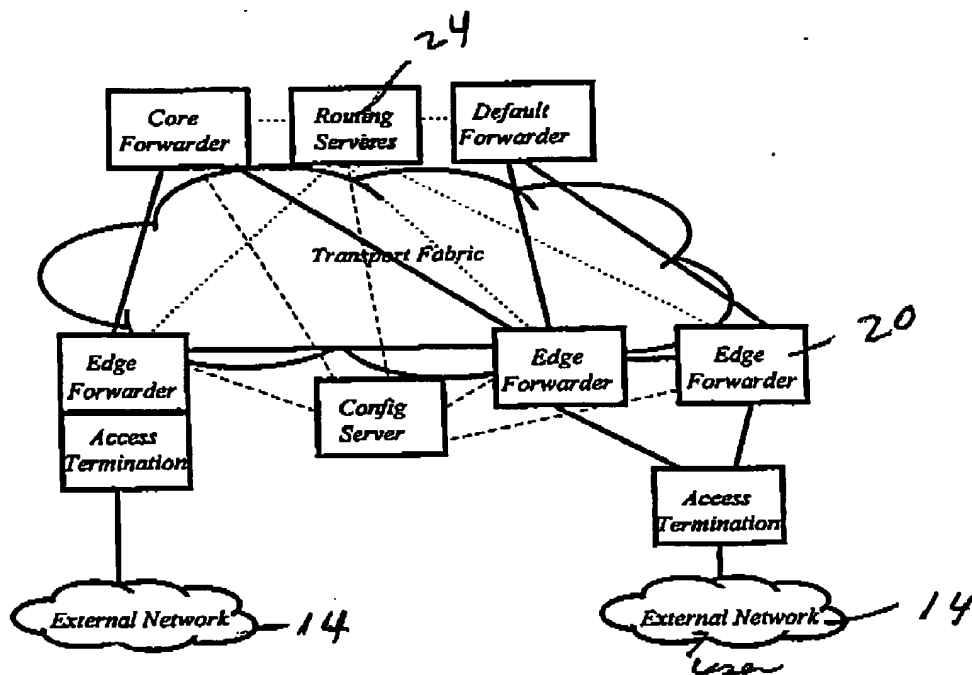 24
Core
Forwarder
Routing
Serveres
Default
Forwarder
Transport Fabric
Edge
Forwarder
Access
Termination
Config
Server
Edge
Forwarder
Edge
Forwarder
20
Access
Termination
External Network
14
External Network
14
user